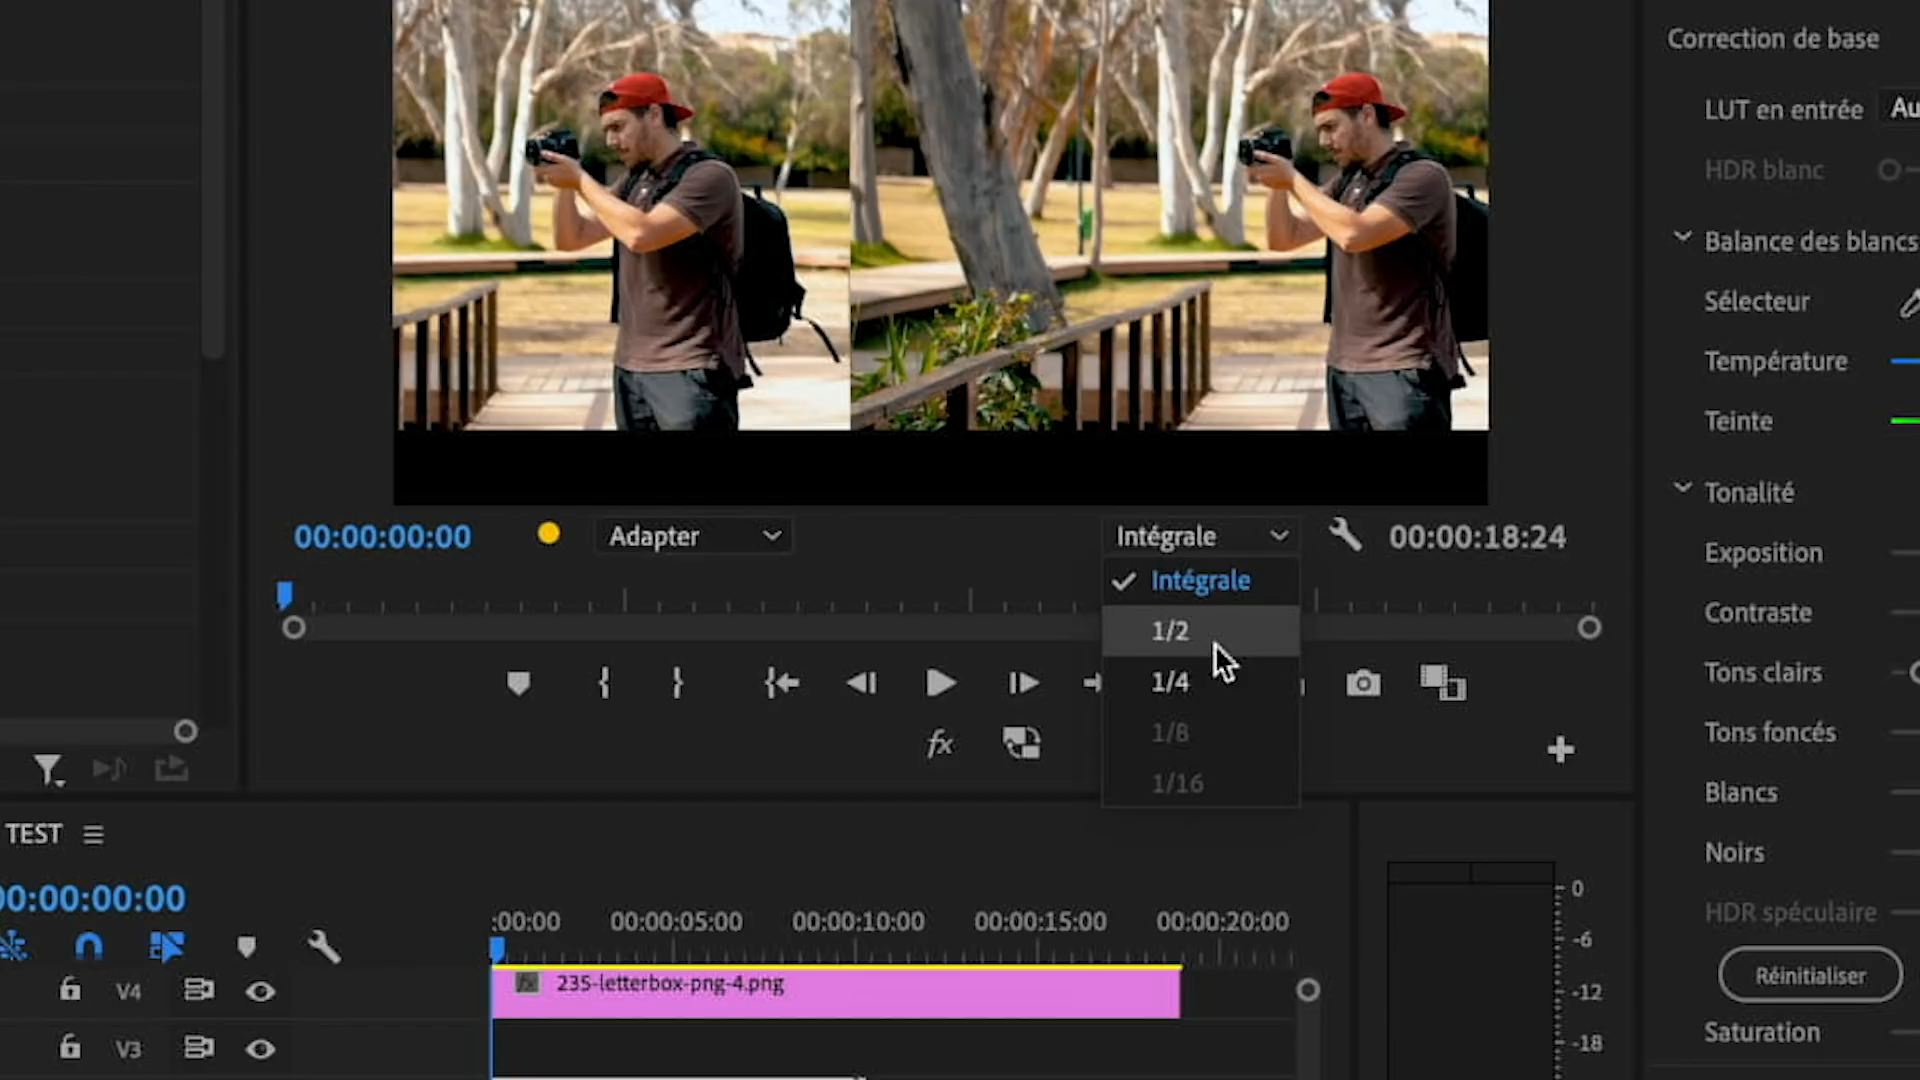 Correction de base
LUT en entrée Au
HDR blanc
Balance des blancs
Sélecteur
Température
Teinte
Tonalité
Exposition
Contraste
Tons clairs
Tons foncés
Blancs
Noirs
HDR spéculaire
Réinitialiser
Saturation
00:00:00:00 Adapter Intégrale 00:00:18:24
Intégrale
1/2
1/4
1/8
1/16
fx
TEST
00:00:00:00
:00:00 00:00:05:00 00:00:10:00 00:00:15:00 00:00:20:00
V4 fx 235-letterbox-png-4.png
V3
0
-6
-12
-18